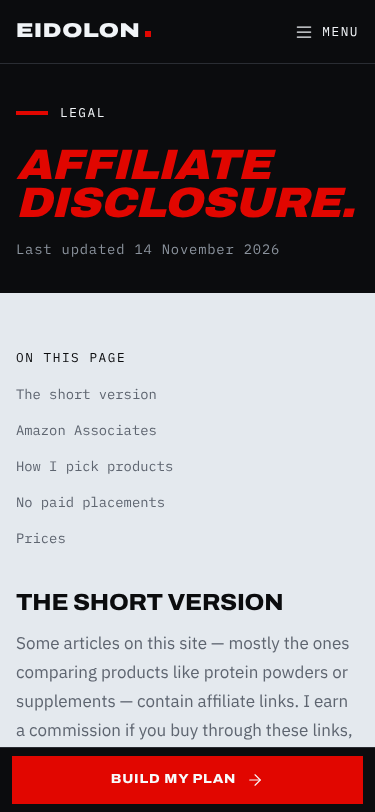 EIDOLON.
MENU
LEGAL
AFFILIATE
DISCLOSURE.
Last updated 14 November 2026
ON THIS PAGE
The short version
Amazon Associates
How I pick products
No paid placements
Prices
THE SHORT VERSION
Some articles on this site — mostly the ones
comparing products like protein powders or
supplements — contain affiliate links. I earn
a commission if you buy through these links,
BUILD MY PLAN